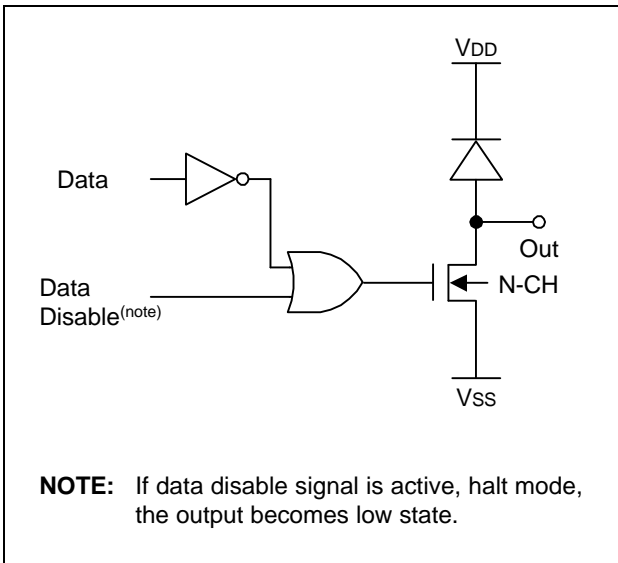 VDD
Data
Out
Data
Disable(note)
N-CH
VSS
NOTE: If data disable signal is active, halt mode,
the output becomes low state.